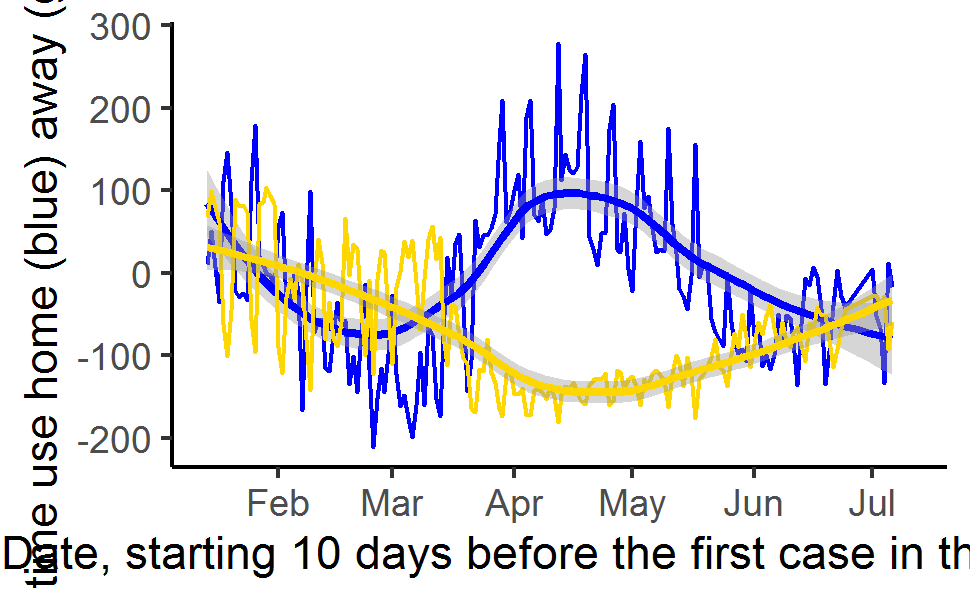 time use home (blue) away (
300
200
100
0
-100
-200
Feb Mar Apr May Jun Jul
Date, starting 10 days before the first case in th